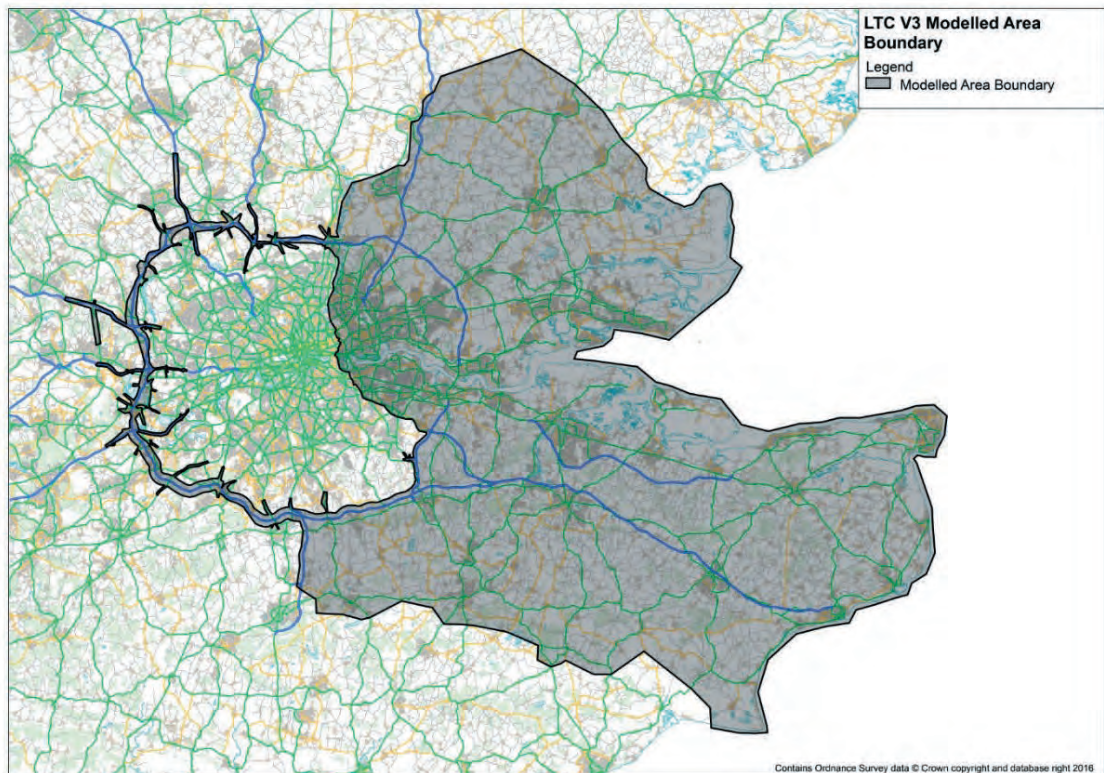 LTC V3 Modelled Area
Boundary
Legend
Modelled Area Boundary
Contains Ordnance Survey data © Crown copyright and database right 2016